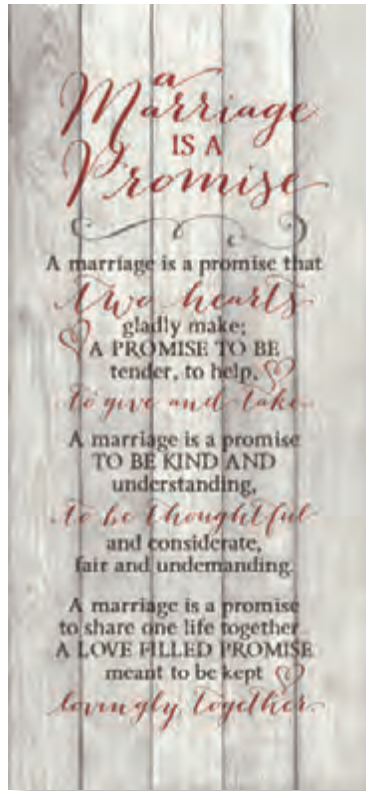 a
Marriage
IS A
Promise
A marriage is a promise that
two hearts
gladly make;
A PROMISE TO BE
tender, to help,
to give and take.
A marriage is a promise
TO BE KIND AND
understanding,
to be thoughtful
and considerate,
fair and undemanding.
A marriage is a promise
to share one life together
A LOVE FILLED PROMISE
meant to be kept
lovingly together.